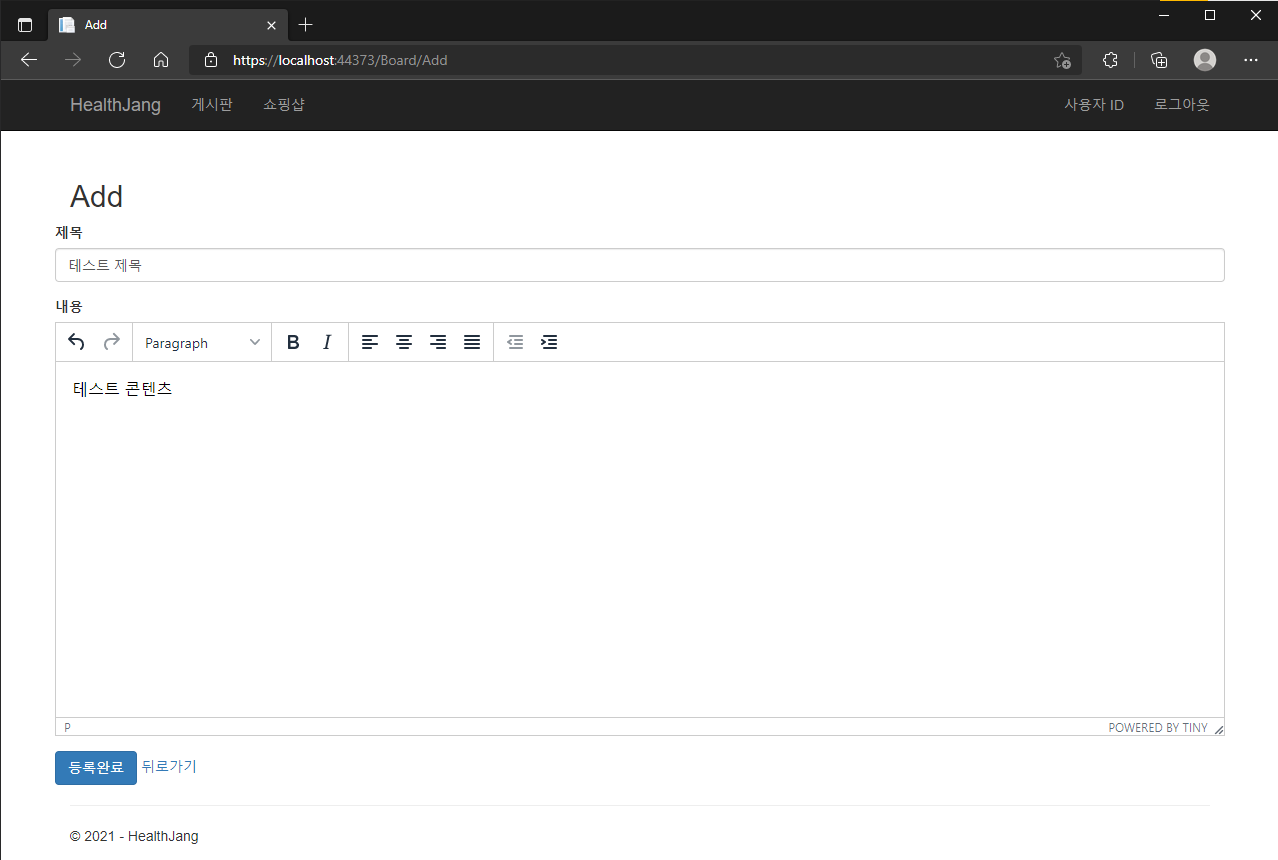 Add
https://localhost:44373/Board/Add
HealthJang 게시판 쇼핑샵 사용자 ID 로그아웃
Add
제목
테스트 제목
내용
Paragraph B I
테스트 콘텐츠
P POWERED BY TINY
등록완료 뒤로가기
© 2021 - HealthJang